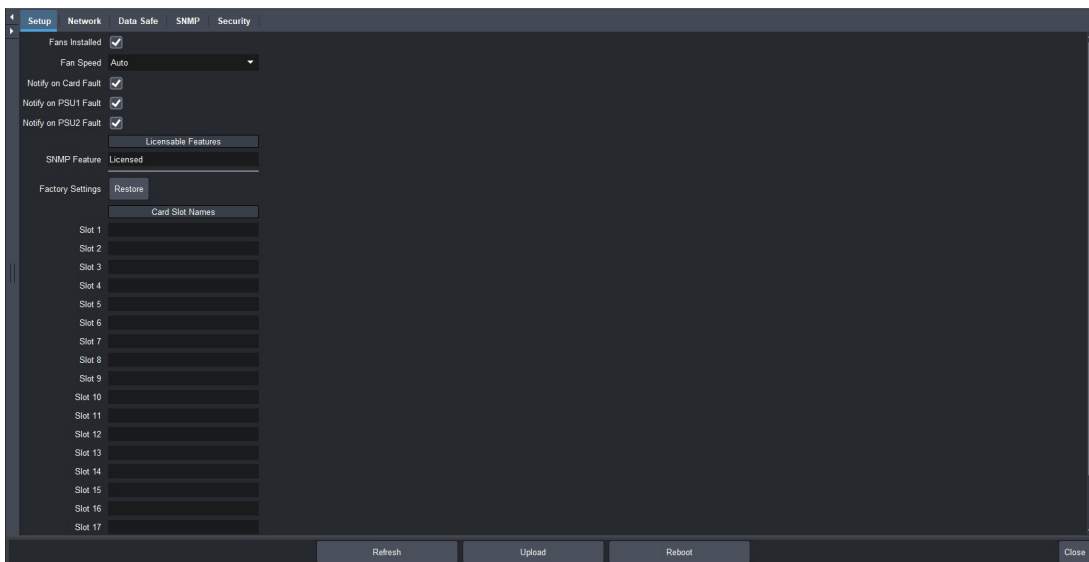 Setup Network Data Safe SNMP Security
Fans Installed
Fan Speed Auto
Notify on Card Fault
Notify on PSU1 Fault
Notify on PSU2 Fault
Licensable Features
SNMP Feature Licensed
Factory Settings Restore
Card Slot Names
Slot 1
Slot 2
Slot 3
Slot 4
Slot 5
Slot 6
Slot 7
Slot 8
Slot 9
Slot 10
Slot 11
Slot 12
Slot 13
Slot 14
Slot 15
Slot 16
Slot 17
Refresh Upload Reboot Close